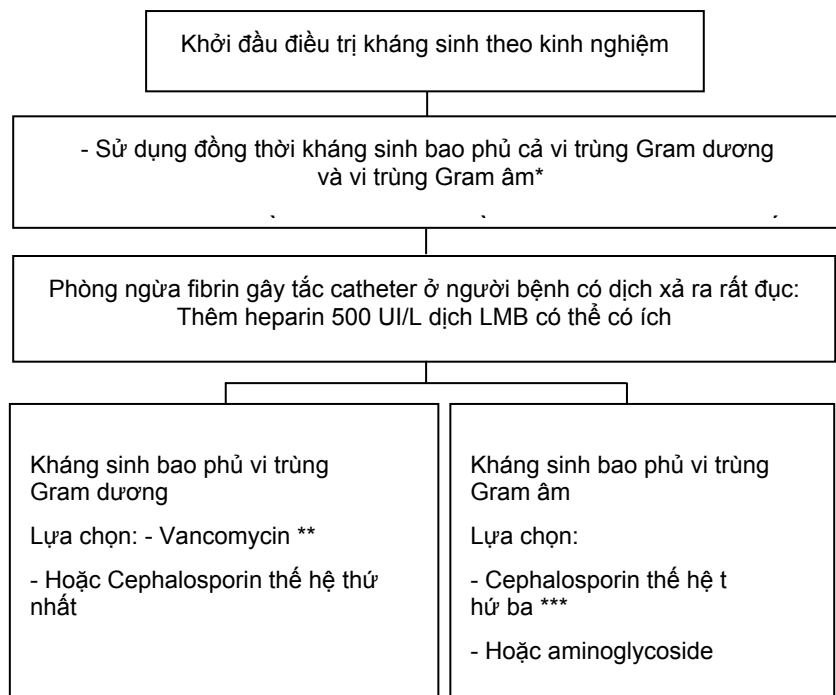 Khởi đầu điều trị kháng sinh theo kinh nghiệm
- Sử dụng đồng thời kháng sinh bao phủ cả vi trùng Gram dương
và vi trùng Gram âm*
Phòng ngừa fibrin gây tắc catheter ở người bệnh có dịch xả ra rất đục:
Thêm heparin 500 UI/L dịch LMB có thể có ích
Kháng sinh bao phủ vi trùng
Gram dương
Lựa chọn: - Vancomycin **
- Hoặc Cephalosporin thế hệ thứ
nhất
Kháng sinh bao phủ vi trùng
Gram âm
Lựa chọn:
- Cephalosporin thế hệ t
hứ ba ***
- Hoặc aminoglycoside